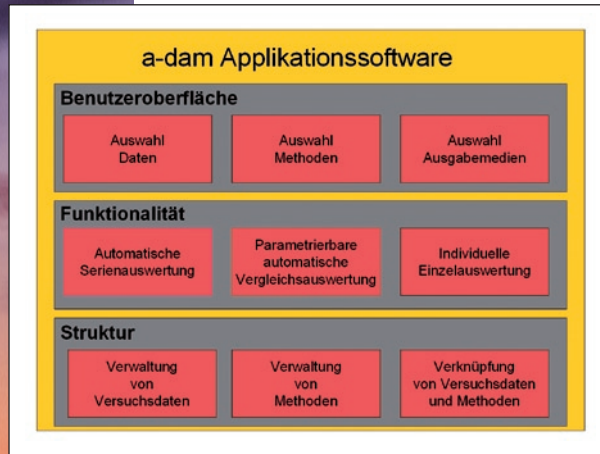 a-dam Applikationssoftware
Benutzeroberfläche
Auswahl
Daten
Auswahl
Methoden
Auswahl
Ausgabemedien
Funktionalität
Automatische
Serienauswertung
Parametrierbare
automatische
Vergleichsauswertung
Individuelle
Einzelauswertung
Struktur
Verwaltung
von
Versuchsdaten
Verwaltung
von
Methoden
Verknüpfung
von Versuchsdaten
und Methoden